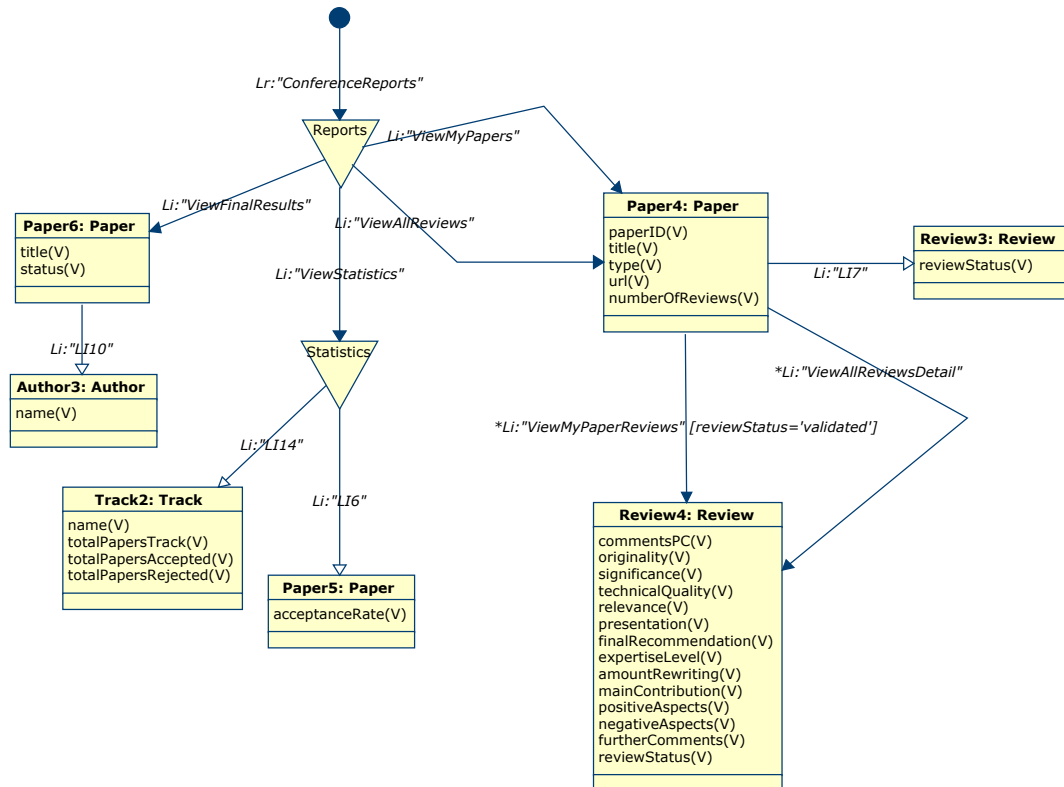 Lr:"ConferenceReports"
Reports
Li:"ViewMyPapers"
Li:"ViewFinalResults"
Li:"ViewAllReviews"
Li:"ViewStatistics"
Paper6: Paper
title(V)
status(V)
Li:"LI10"
Author3: Author
name(V)
Statistics
Li:"LI14"
Li:"LI6"
Track2: Track
name(V)
totalPapersTrack(V)
totalPapersAccepted(V)
totalPapersRejected(V)
Paper5: Paper
acceptanceRate(V)
Paper4: Paper
paperID(V)
title(V)
type(V)
url(V)
numberOfReviews(V)
Li:"LI7"
Review3: Review
reviewStatus(V)
*Li:"ViewAllReviewsDetail"
*Li:"ViewMyPaperReviews" [reviewStatus='validated']
Review4: Review
commentsPC(V)
originality(V)
significance(V)
technicalQuality(V)
relevance(V)
presentation(V)
finalRecommendation(V)
expertiseLevel(V)
amountRewriting(V)
mainContribution(V)
positiveAspects(V)
negativeAspects(V)
furtherComments(V)
reviewStatus(V)